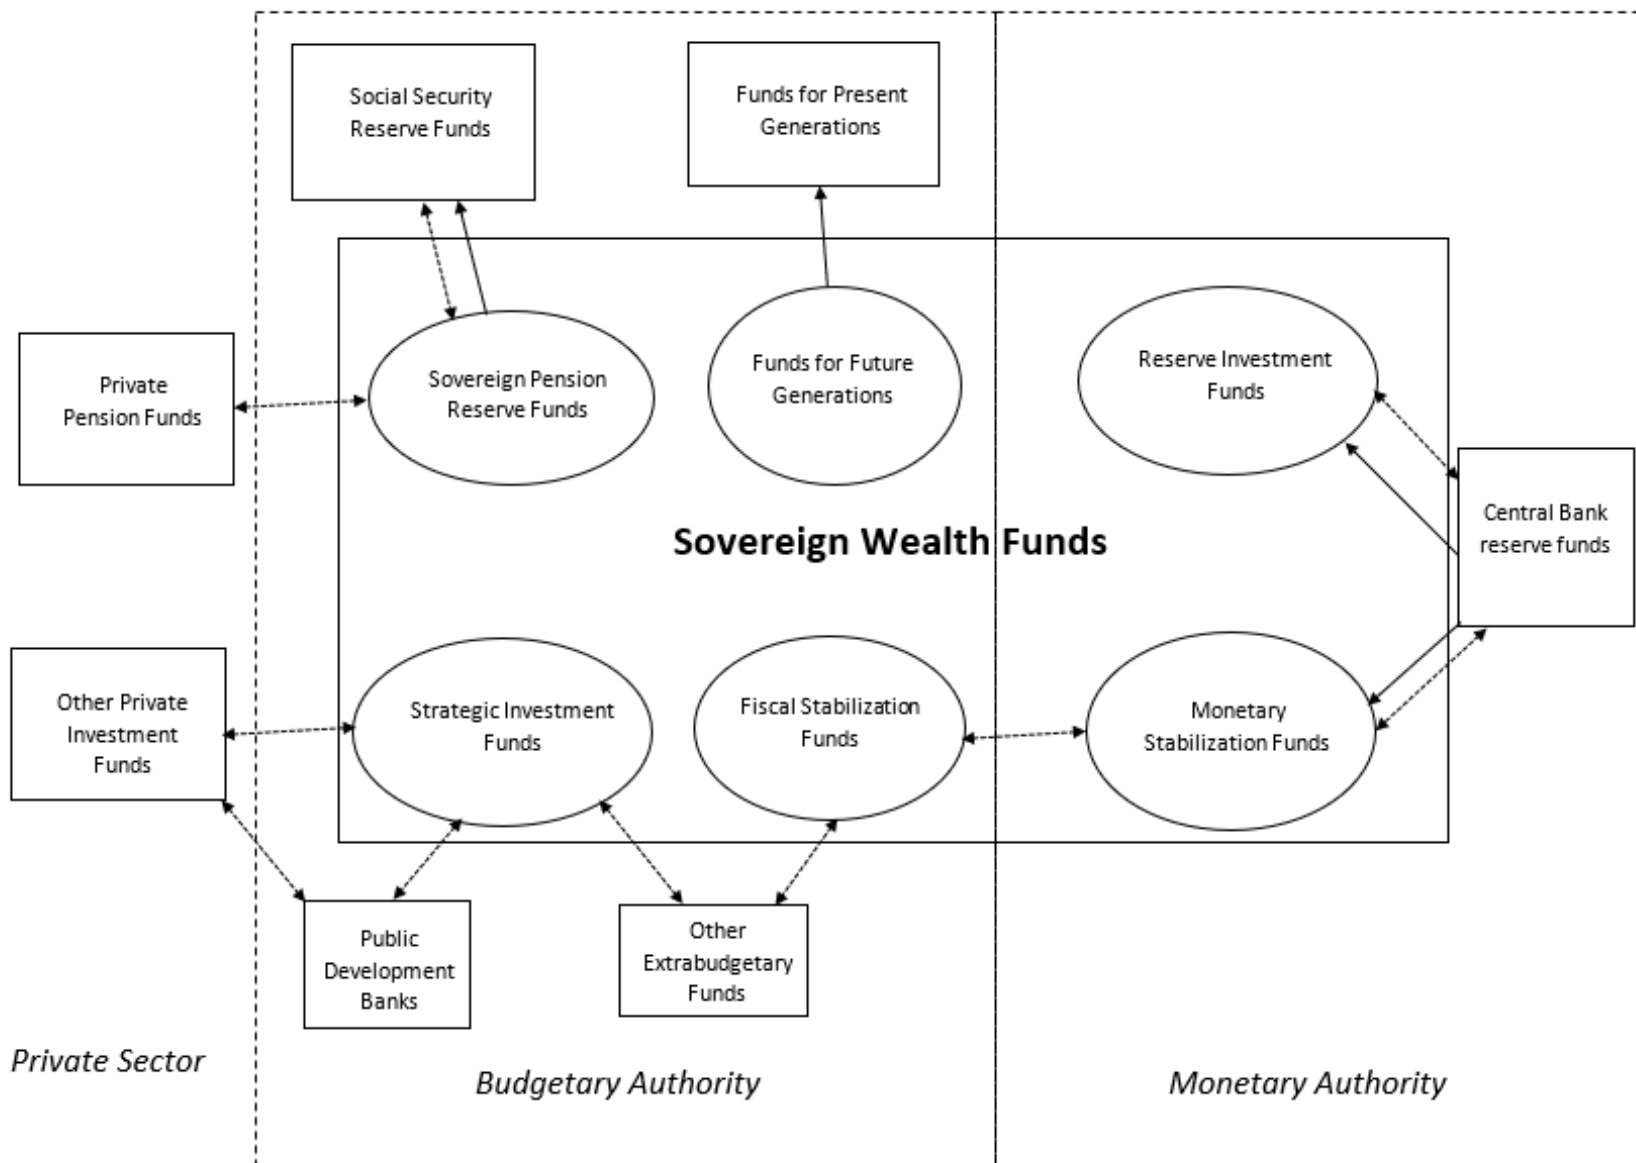 Social Security
Reserve Funds
Funds for Present
Generations
Private
Pension Funds
Sovereign Pension
Reserve Funds
Funds for Future
Generations
Reserve Investment
Funds
Central Bank
reserve funds
Sovereign Wealth Funds
Other Private
Investment
Funds
Strategic Investment
Funds
Fiscal Stabilization
Funds
Monetary
Stabilization Funds
Public
Development
Banks
Other
Extrabudgetary
Funds
Private Sector
Budgetary Authority
Monetary Authority